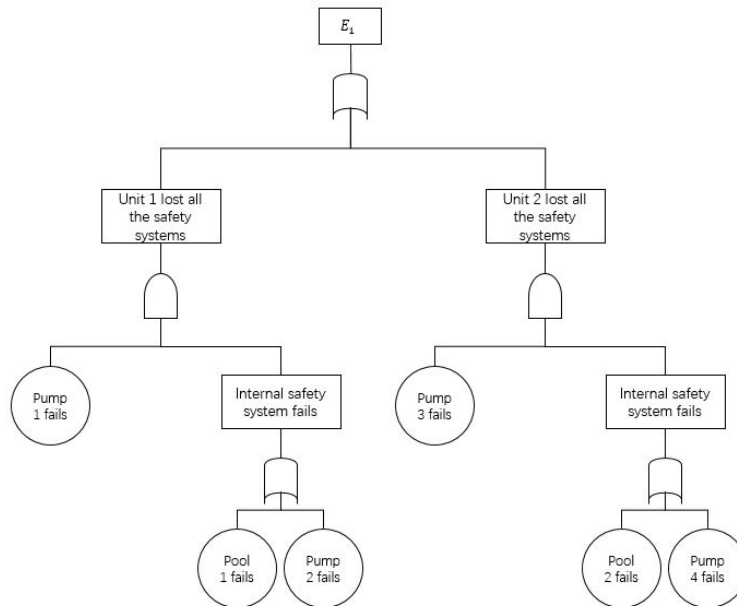 E₁
Unit 1 lost all
the safety
systems
Unit 2 lost all
the safety
systems
Pump
1 fails
Internal safety
system fails
Pump
3 fails
Internal safety
system fails
Pool
1 fails
Pump
2 fails
Pool
2 fails
Pump
4 fails